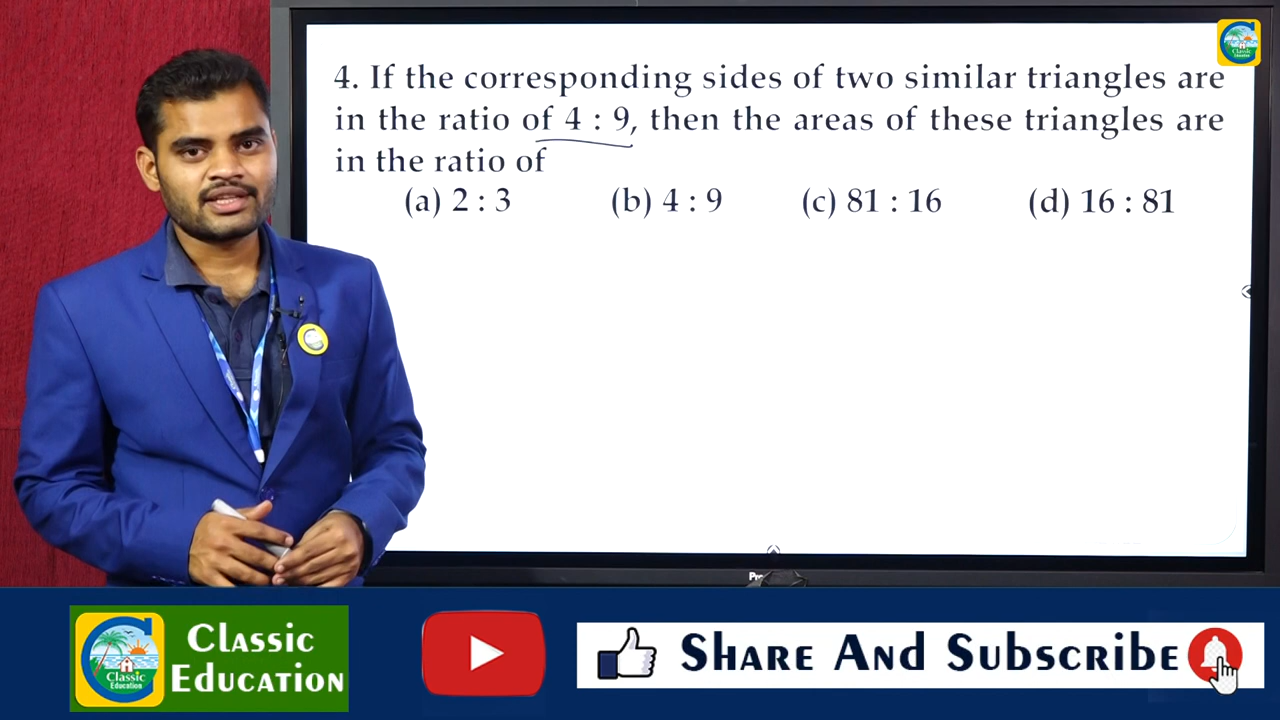 4. If the corresponding sides of two similar triangles are
in the ratio of 4 : 9, then the areas of these triangles are
in the ratio of
(a) 2 : 3 (b) 4 : 9 (c) 81 : 16 (d) 16 : 81
Classic
Education
Classic
Education
SHARE AND SUBSCRIBE